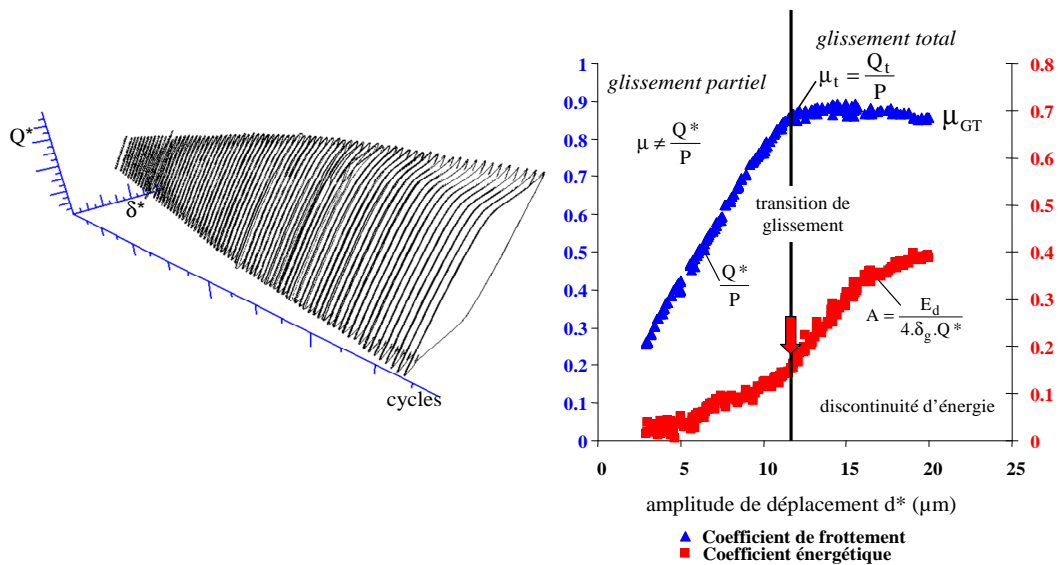 Q*
δ*
cycles
glissement total
glissement partiel
μt = Qt/P
μ ≠ Q*/P
μGT
transition de
glissement
Q*/P
A = Ed/4.δg.Q*
discontinuité d'énergie
1
0.9
0.8
0.7
0.6
0.5
0.4
0.3
0.2
0.1
0
0.8
0.7
0.6
0.5
0.4
0.3
0.2
0.1
0
0 5 10 15 20 25
amplitude de déplacement d* (µm)
Coefficient de frottement
Coefficient énergétique